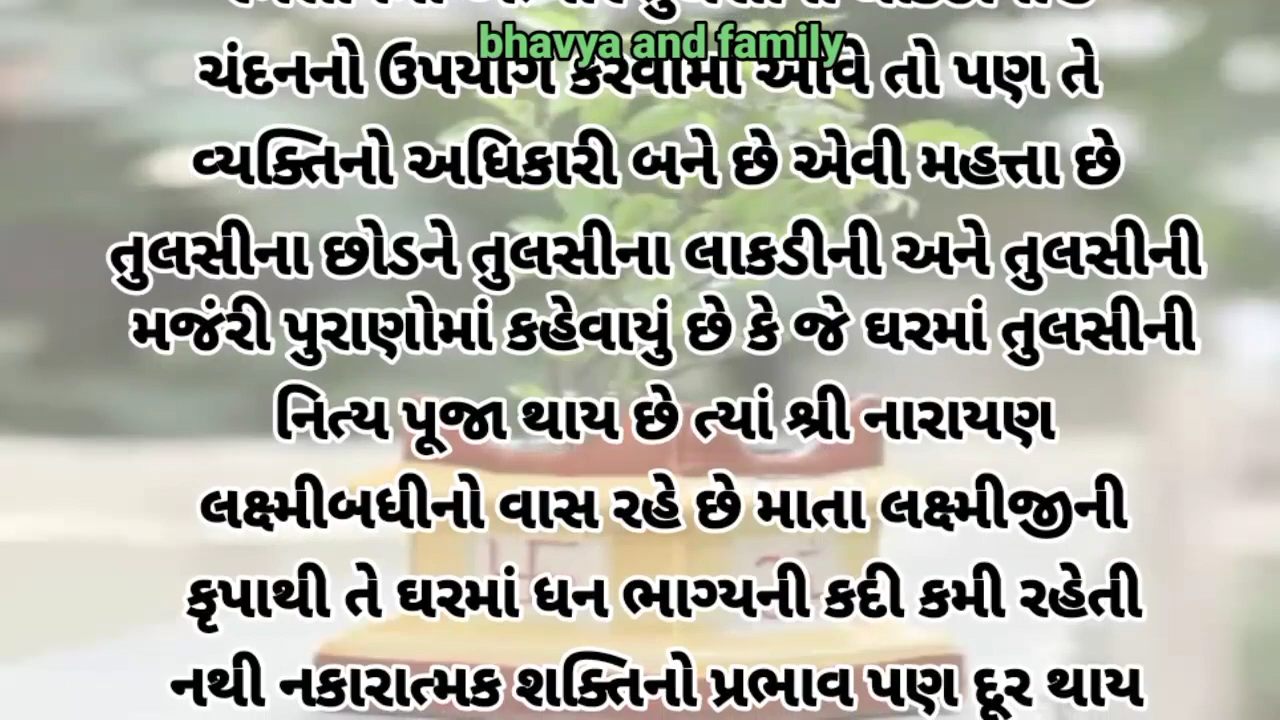 bhavya and family
ચંદનનો ઉપયોગ કરવામાં આવે તો પણ તે
વ્યક્તિનો અધિકારી બને છે એવી મહત્તા છે
તુલસીના છોડને તુલસીના લાકડીની અને તુલસીની
મજંરી પુરાણોમાં કહેવાયું છે કે જે ઘરમાં તુલસીની
નિત્ય પૂજા થાય છે ત્યાં શ્રી નારાયણ
લક્ષ્મીબધીનો વાસ રહે છે માતા લક્ષ્મીજીની
કૃપાથી તે ઘરમાં ધન ભાગ્યની કદી કમી રહેતી
નથી નકારાત્મક શક્તિનો પ્રભાવ પણ દૂર થાય